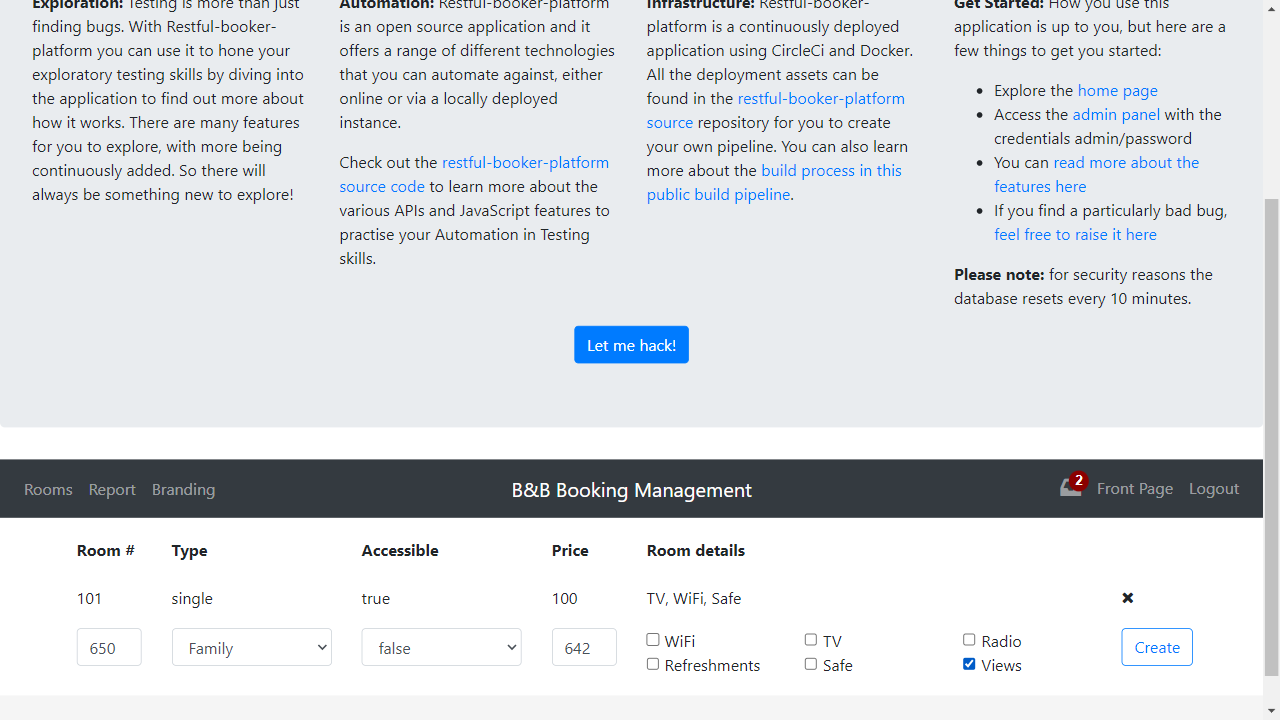 Exploration: Testing is more than just
finding bugs. With Restful-booker-
platform you can use it to hone your
exploratory testing skills by diving into
the application to find out more about
how it works. There are many features
for you to explore, with more being
continuously added. So there will
always be something new to explore!
Automation: Restful-booker-platform
is an open source application and it
offers a range of different technologies
that you can automate against, either
online or via a locally deployed
instance.
Check out the restful-booker-platform
source code to learn more about the
various APIs and JavaScript features to
practise your Automation in Testing
skills.
Infrastructure: Restful-booker-
platform is a continuously deployed
application using CircleCi and Docker.
All the deployment assets can be
found in the restful-booker-platform
source repository for you to create
your own pipeline. You can also learn
more about the build process in this
public build pipeline.
Get Started: How you use this
application is up to you, but here are a
few things to get you started:
• Explore the home page
• Access the admin panel with the
credentials admin/password
• You can read more about the
features here
• If you find a particularly bad bug,
feel free to raise it here
Please note: for security reasons the
database resets every 10 minutes.
Let me hack!
Rooms Report Branding B&B Booking Management 2 Front Page Logout
Room # Type Accessible Price Room details
101 single true 100 TV, WiFi, Safe
650 Family false 642 WiFi TV Radio Create
Refreshments Safe Views